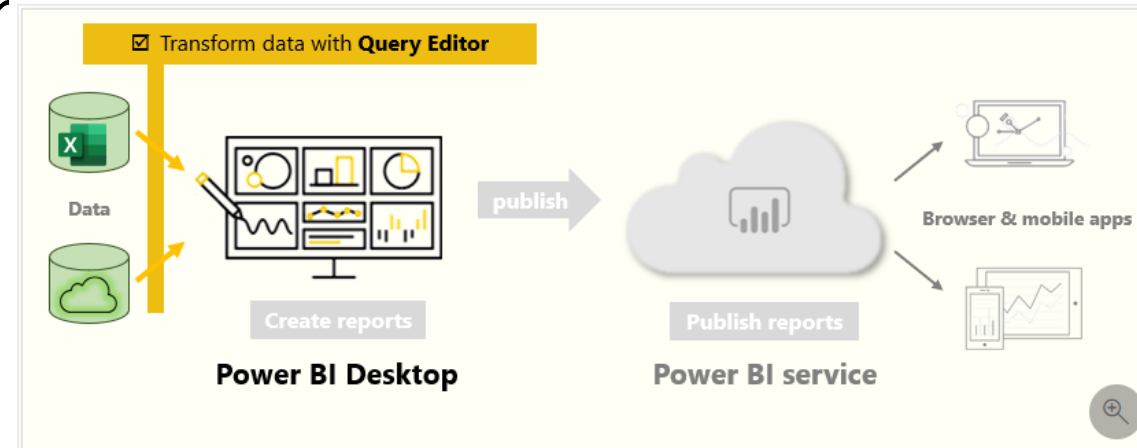 ☑ Transform data with Query Editor
X
Data
publish
Browser & mobile apps
Create reports
Publish reports
Power BI Desktop
Power BI service